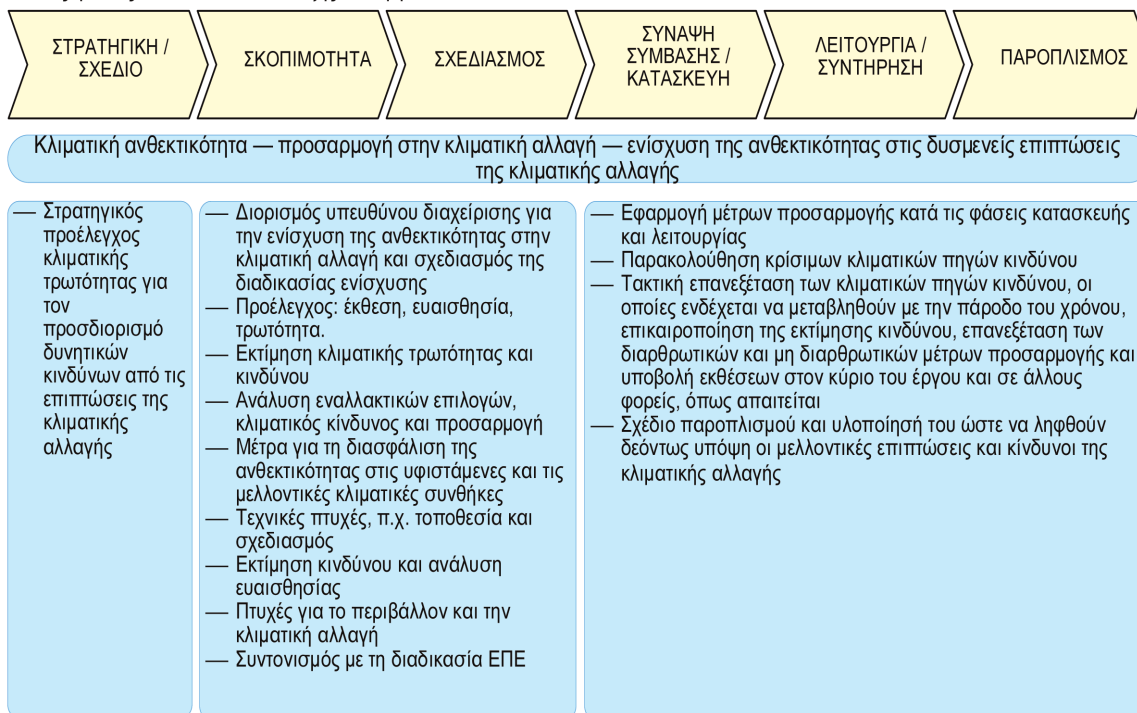 ΣΤΡΑΤΗΓΙΚΗ /
ΣΧΕΔΙΟ
ΣΚΟΠΙΜΟΤΗΤΑ
ΣΧΕΔΙΑΣΜΟΣ
ΣΥΝΑΨΗ
ΣΥΜΒΑΣΗΣ /
ΚΑΤΑΣΚΕΥΗ
ΛΕΙΤΟΥΡΓΙΑ /
ΣΥΝΤΗΡΗΣΗ
ΠΑΡΟΠΛΙΣΜΟΣ
Κλιματική ανθεκτικότητα — προσαρμογή στην κλιματική αλλαγή — ενίσχυση της ανθεκτικότητας στις δυσμενείς επιπτώσεις
της κλιματικής αλλαγής
— Στρατηγικός
προέλεγχος
κλιματικής
τρωτότητας για
τον
προσδιορισμό
δυνητικών
κινδύνων από τις
επιπτώσεις της
κλιματικής
αλλαγής
— Διορισμός υπευθύνου διαχείρισης για
την ενίσχυση της ανθεκτικότητας στην
κλιματική αλλαγή και σχεδιασμός της
διαδικασίας ενίσχυσης
— Προέλεγχος: έκθεση, ευαισθησία,
τρωτότητα.
— Εκτίμηση κλιματικής τρωτότητας και
κινδύνου
— Ανάλυση εναλλακτικών επιλογών,
κλιματικός κίνδυνος και προσαρμογή
— Μέτρα για τη διασφάλιση της
ανθεκτικότητας στις υφιστάμενες και τις
μελλοντικές κλιματικές συνθήκες
— Τεχνικές πτυχές, π.χ. τοποθεσία και
σχεδιασμός
— Εκτίμηση κινδύνου και ανάλυση
ευαισθησίας
— Πτυχές για το περιβάλλον και την
κλιματική αλλαγή
— Συντονισμός με τη διαδικασία ΕΠΕ
— Εφαρμογή μέτρων προσαρμογής κατά τις φάσεις κατασκευής
και λειτουργίας
— Παρακολούθηση κρίσιμων κλιματικών πηγών κινδύνου
— Τακτική επανεξέταση των κλιματικών πηγών κινδύνου, οι
οποίες ενδέχεται να μεταβληθούν με την πάροδο του χρόνου,
επικαιροποίηση της εκτίμησης κινδύνου, επανεξέταση των
διαρθρωτικών και μη διαρθρωτικών μέτρων προσαρμογής και
υποβολή εκθέσεων στον κύριο του έργου και σε άλλους
φορείς, όπως απαιτείται
— Σχέδιο παροπλισμού και υλοποίησή του ώστε να ληφθούν
δεόντως υπόψη οι μελλοντικές επιπτώσεις και κίνδυνοι της
κλιματικής αλλαγής